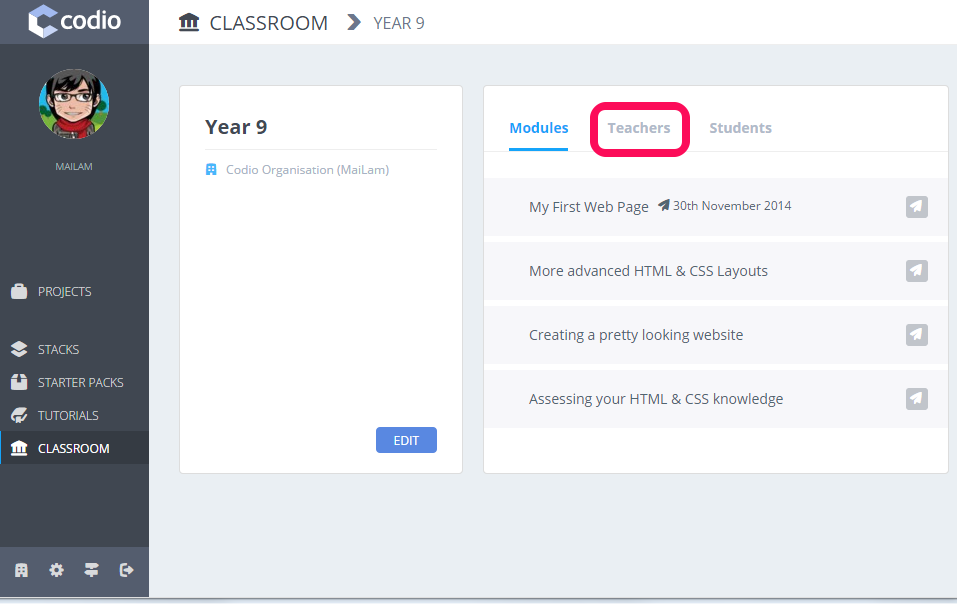 codio
CLASSROOM YEAR 9
MAILAM
PROJECTS
STACKS
STARTER PACKS
TUTORIALS
CLASSROOM
Year 9
Codio Organisation (MaiLam)
EDIT
Modules Teachers Students
My First Web Page 30th November 2014
More advanced HTML & CSS Layouts
Creating a pretty looking website
Assessing your HTML & CSS knowledge